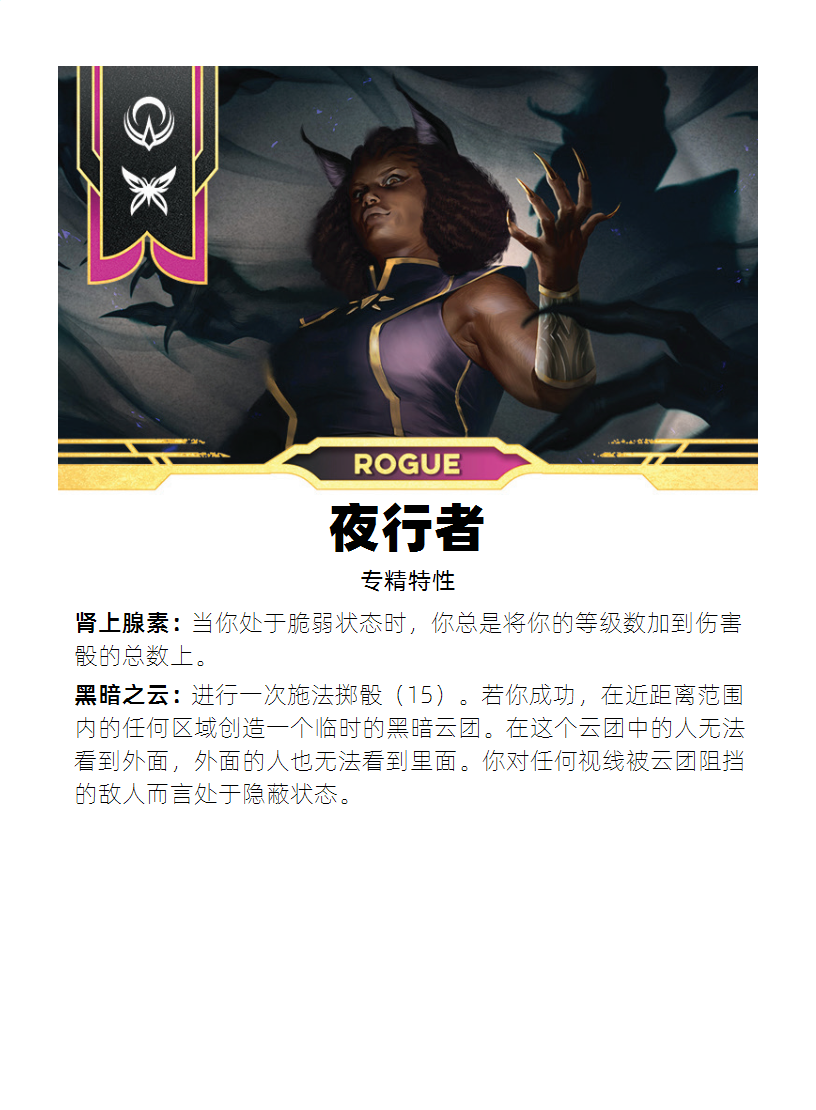 ROGUE
夜行者
专精特性
肾上腺素：当你处于脆弱状态时，你总是将你的等级数加到伤害
骰的总数上。
黑暗之云：进行一次施法掷骰（15）。若你成功，在近距离范围
内的任何区域创造一个临时的黑暗云团。在这个云团中的人无法
看到外面，外面的人也无法看到里面。你对任何视线被云团阻挡
的敌人而言处于隐蔽状态。